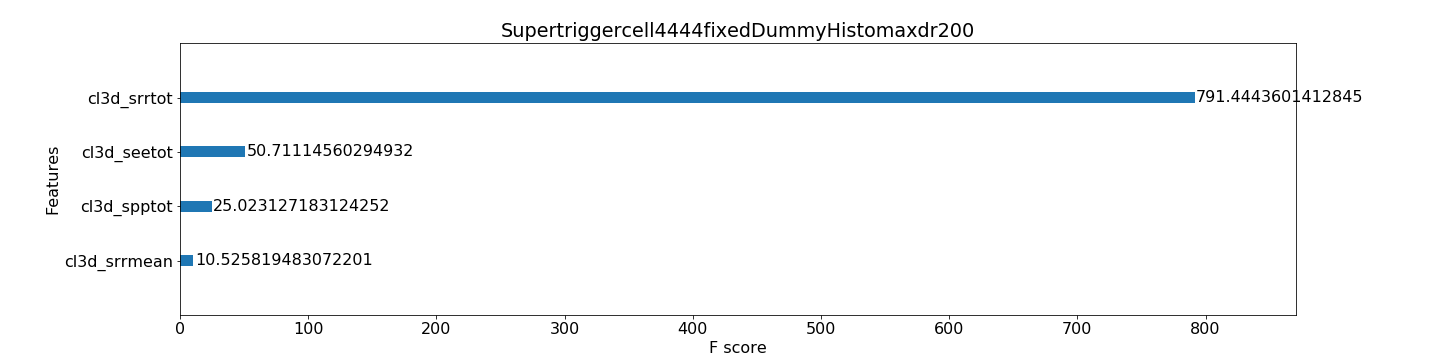 Supertriggercell4444fixedDummyHistomaxdr200
cl3d_srrtot 791.4443601412845
cl3d_seetot 50.71114560294932
cl3d_spptot 25.023127183124252
cl3d_srrmean 10.525819483072201
Features
0 100 200 300 400 500 600 700 800
F score